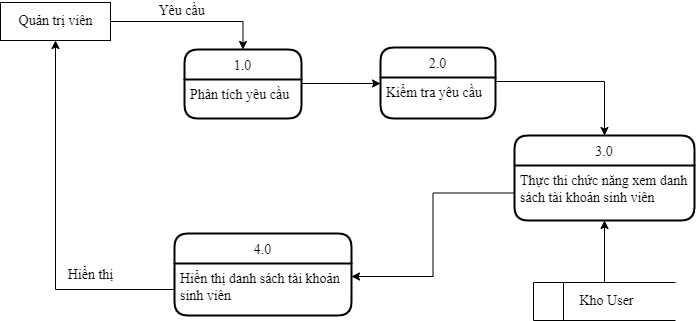 Quản trị viên
Yêu cầu
1.0
Phân tích yêu cầu
2.0
Kiểm tra yêu cầu
3.0
Thực thi chức năng xem danh
sách tài khoản sinh viên
4.0
Hiển thị danh sách tài khoản
sinh viên
Hiển thị
Kho User